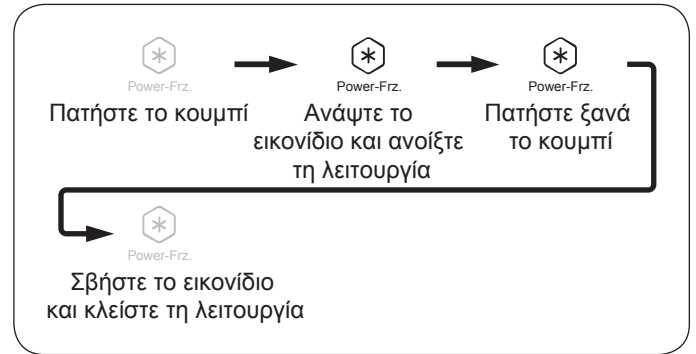 Power-Frz.
Πατήστε το κουμπί
Power-Frz.
Ανάψτε το
εικονίδιο και ανοίξτε
τη λειτουργία
Power-Frz.
Πατήστε ξανά
το κουμπί
Power-Frz.
Σβήστε το εικονίδιο
και κλείστε τη λειτουργία